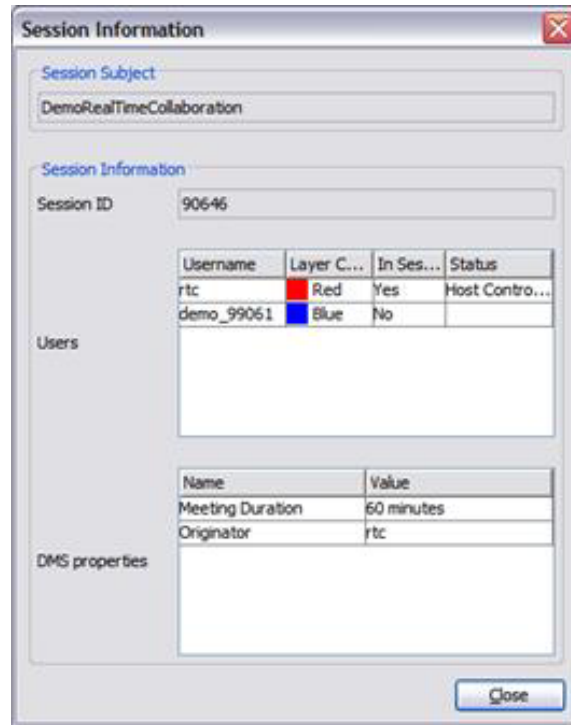 Session Information
Session Subject
DemoRealTimeCollaboration
Session Information
Session ID 90646
Users
Username Layer C... In Ses... Status
rtc Red Yes Host Contro...
demo_99061 Blue No
DMS properties
Name Value
Meeting Duration 60 minutes
Originator rtc
Close